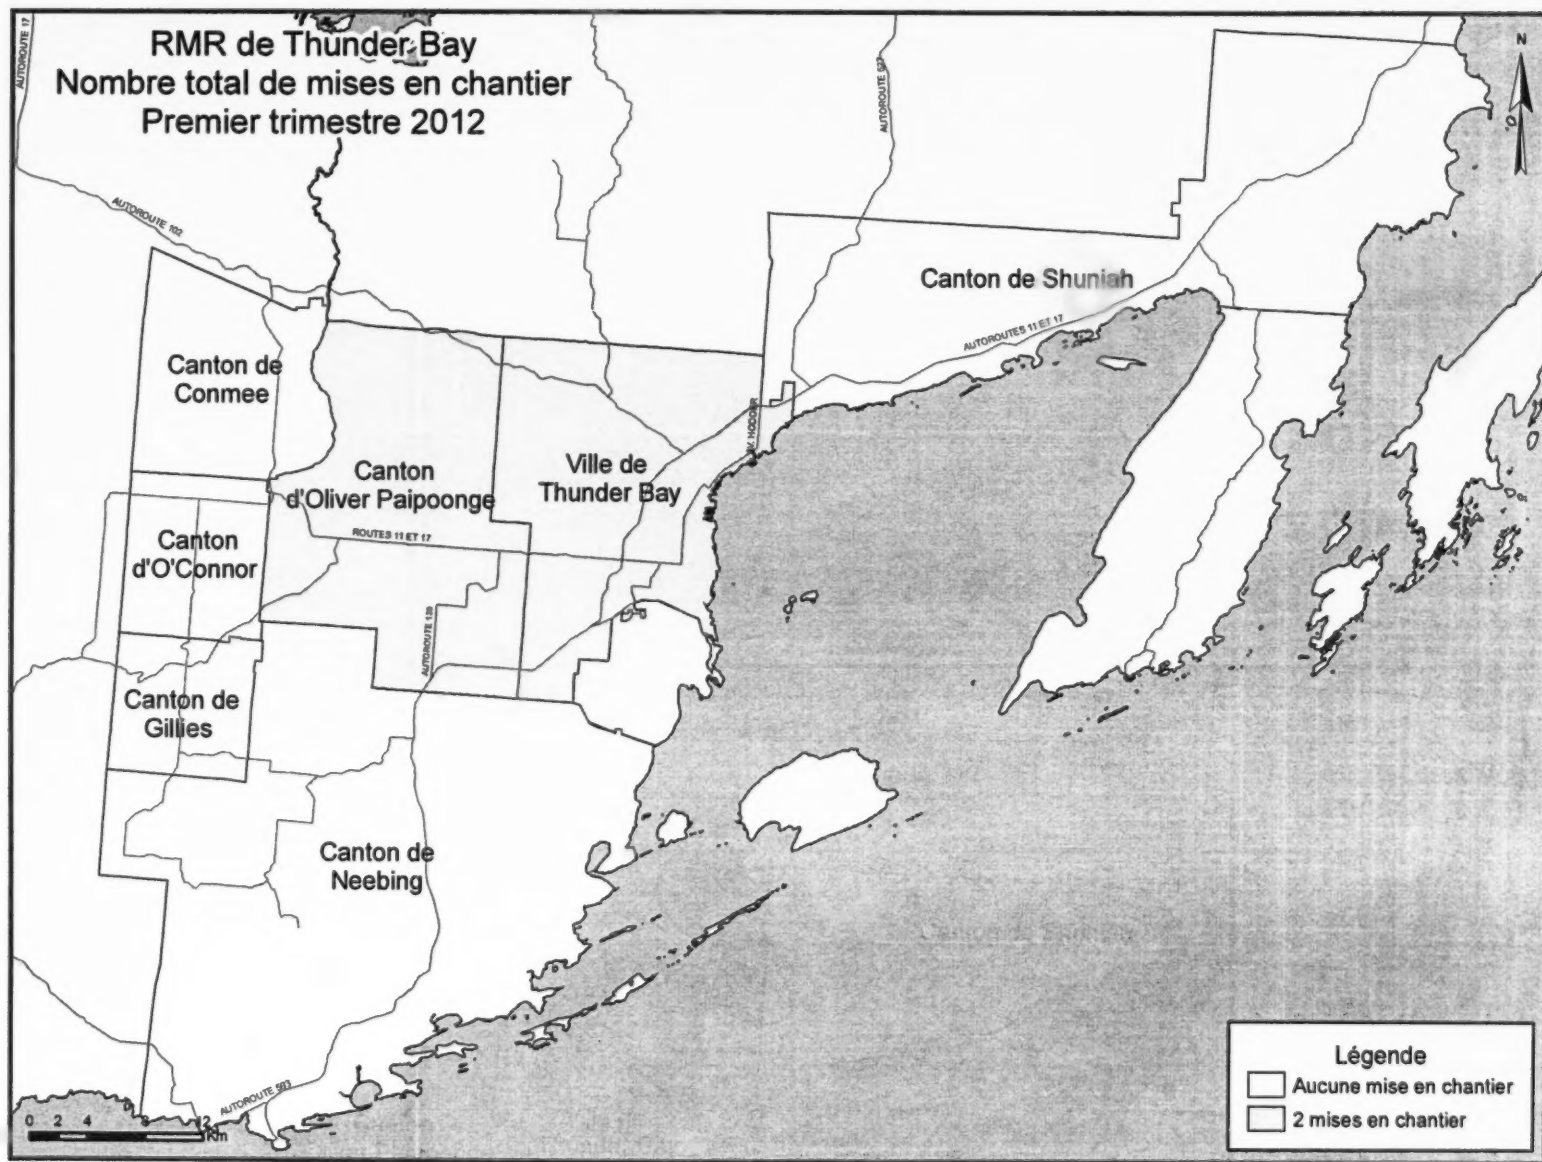 RMR de Thunder Bay
Nombre total de mises en chantier
Premier trimestre 2012
AUTOROUTE 17
AUTOROUTE 527
N
AUTOROUTE 102
Canton de Shuniah
AUTOROUTES 11 ET 17
Canton de
Conmee
AV. HODDER
Canton
d'Oliver Paipoonge
Ville de
Thunder Bay
ROUTES 11 ET 17
Canton
d'O'Connor
AUTOROUTE 130
Canton de
Gillies
Canton de
Neebing
AUTOROUTE 593
0 2 4 8 12
Km
Légende
Aucune mise en chantier
2 mises en chantier